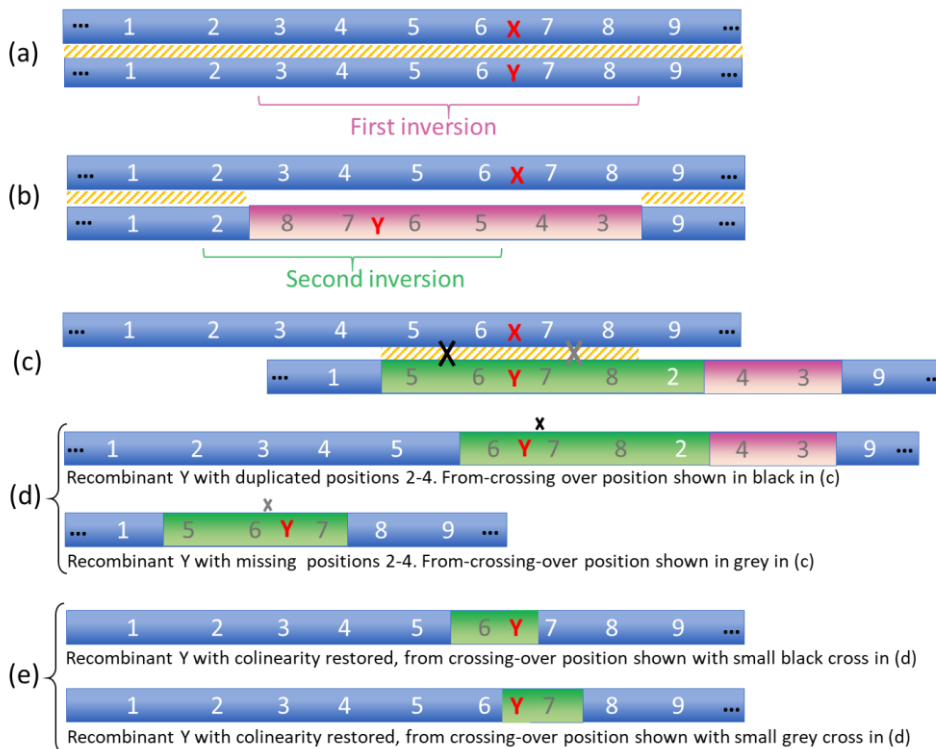 ... 1 2 3 4 5 6 X 7 8 9 ...
(a)
... 1 2 3 4 5 6 Y 7 8 9 ...
First inversion
... 1 2 3 4 5 6 X 7 8 9 ...
(b)
... 1 2 8 7 Y 6 5 4 3 9 ...
Second inversion
... 1 2 3 4 5 6 X 7 8 9 ...
(c) X X
... 1 5 6 Y 7 8 2 4 3 9 ...
x
... 1 2 3 4 5 6 Y 7 8 2 4 3 9 ...
Recombinant Y with duplicated positions 2-4. From-crossing over position shown in black in (c)
(d)
x
... 1 5 6 Y 7 8 9 ...
Recombinant Y with missing positions 2-4. From-crossing-over position shown in grey in (c)
... 1 2 3 4 5 6 Y 7 8 9 ...
Recombinant Y with colinearity restored, from crossing-over position shown with small black cross in (d)
(e)
... 1 2 3 4 5 6 Y 7 8 9 ...
Recombinant Y with colinearity restored, from crossing-over position shown with small grey cross in (d)